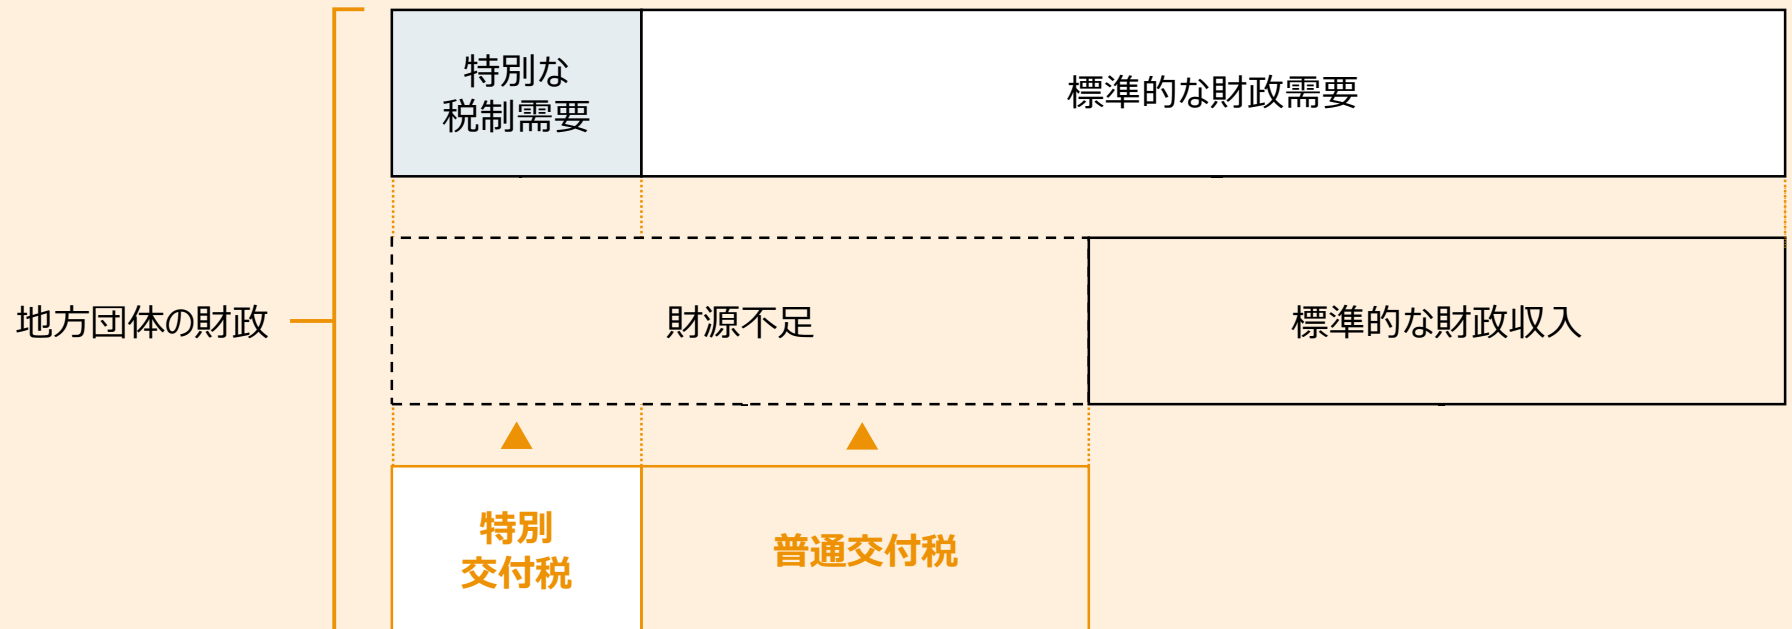 特別な
税制需要
標準的な財政需要
地方団体の財政
財源不足
標準的な財政収入
特別
交付税
普通交付税